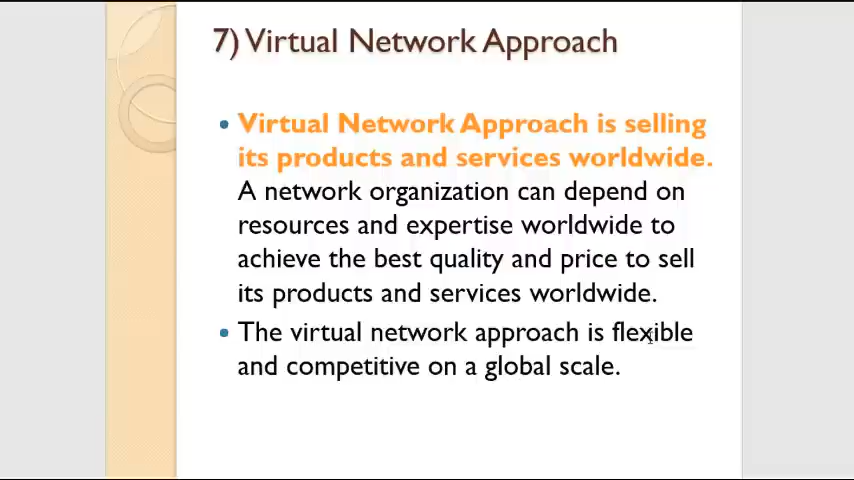 7) Virtual Network Approach
• Virtual Network Approach is selling
its products and services worldwide.
A network organization can depend on
resources and expertise worldwide to
achieve the best quality and price to sell
its products and services worldwide.
• The virtual network approach is flexible
and competitive on a global scale.